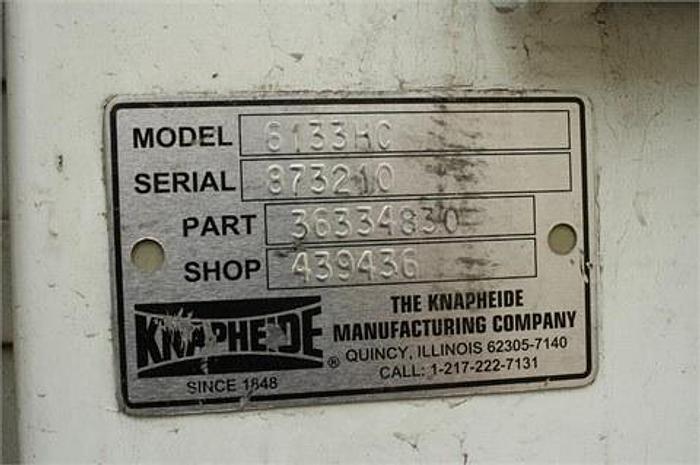 MODEL 6133HC
SERIAL 873210
PART 36334830
SHOP 439436
KNAPHEIDE ®
SINCE 1848
THE KNAPHEIDE
MANUFACTURING COMPANY
QUINCY, ILLINOIS 62305-7140
CALL: 1-217-222-7131